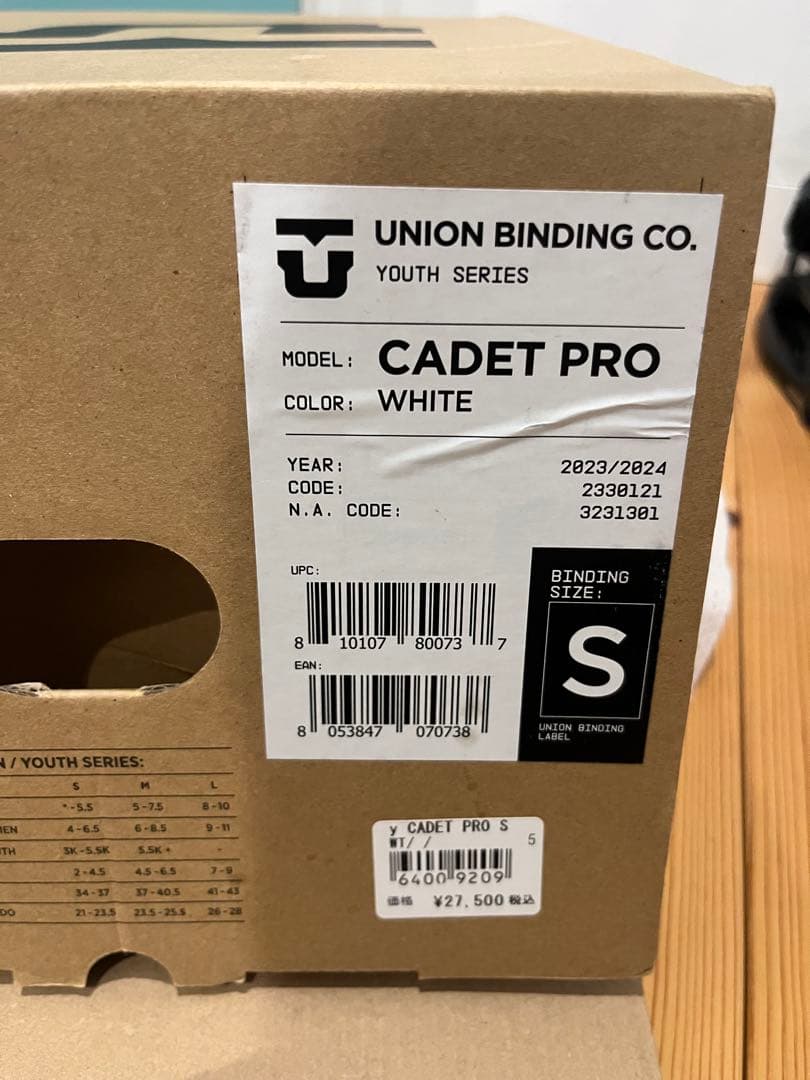 UNION BINDING CO.
YOUTH SERIES
MODEL: CADET PRO
COLOR: WHITE
YEAR: 2023/2024
CODE: 2330121
N.A. CODE: 3231301
UPC:
8 10107 80073 7
EAN:
8 053847 070738
BINDING
SIZE:
S
UNION BINDING
LABEL
/ YOUTH SERIES:
S M L
*-5.5 5-7.5 8-10
4-6.5 6-8.5 9-11
3K-5.5K 5.5K+ -
2-4.5 4.5-6.5 7-9
34-37 37-40.5 41-43
21-23.5 23.5-25.5 26-28
y CADET PRO S
WT/ / 5
6400 9209
価格 ¥27,500 税込